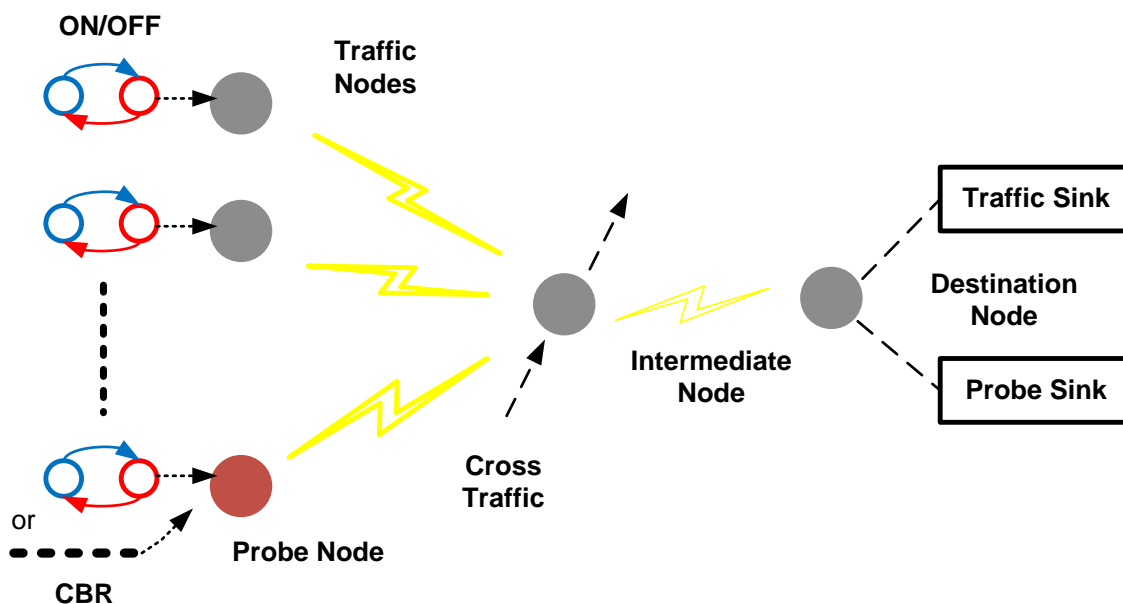 ON/OFF
Traffic
Nodes
Traffic Sink
Destination
Node
Intermediate
Node
Probe Sink
Cross
Traffic
or
Probe Node
CBR